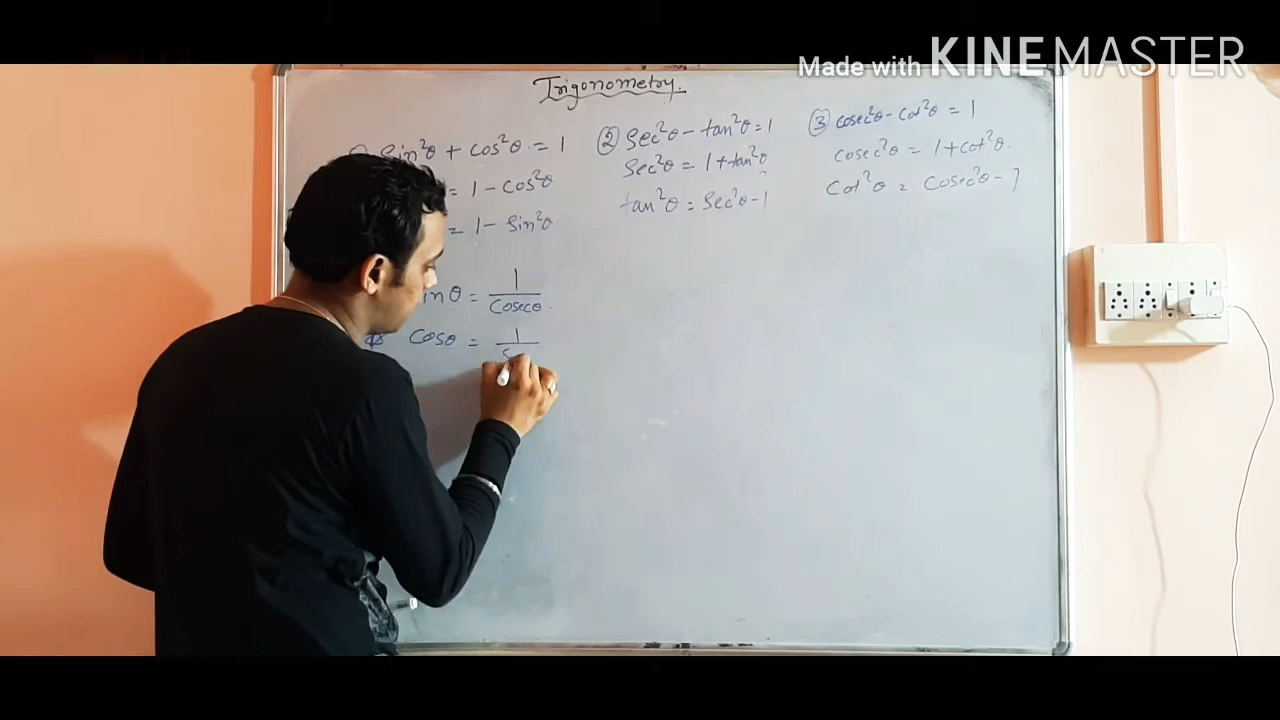 Made with KINEMASTER
Trigonometry.
sin²θ + cos²θ = 1
= 1 - cos²θ
= 1 - sin²θ
② sec²θ - tan²θ = 1
sec²θ = 1 + tan²θ
tan²θ = sec²θ - 1
③ cosec²θ - cot²θ = 1
cosec²θ = 1 + cot²θ.
cot²θ = cosec²θ - 1
in θ = 1/cosecθ.
cosθ = 1/s